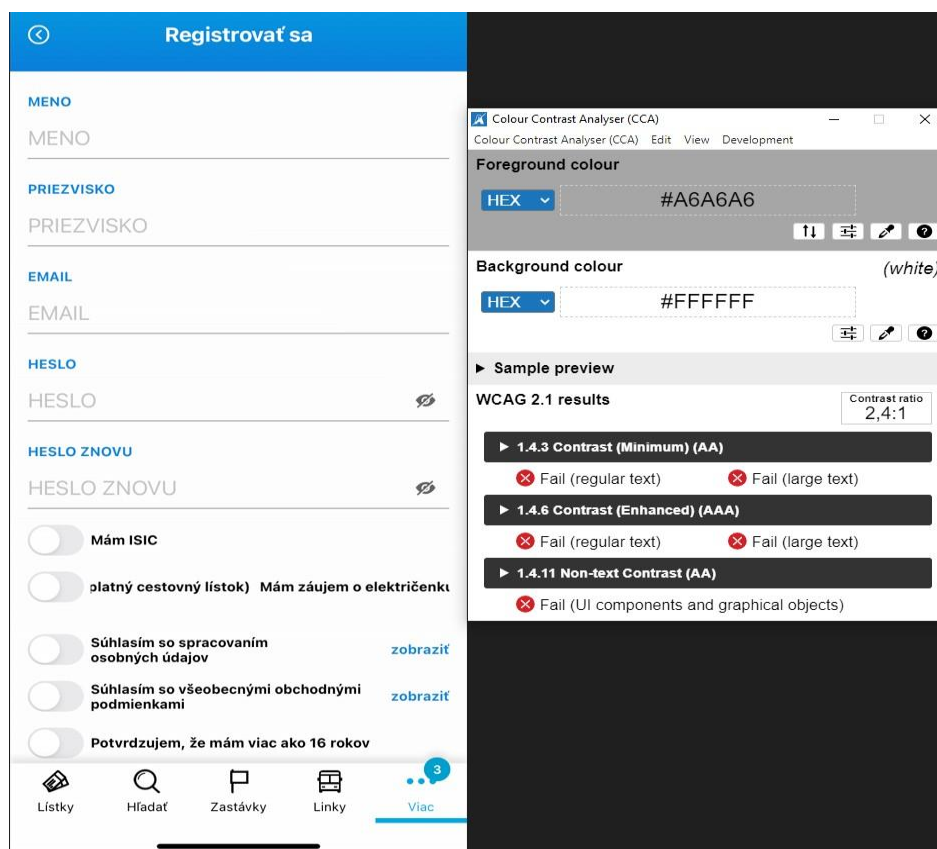 Registrovať sa
MENO
MENO
PRIEZVISKO
PRIEZVISKO
EMAIL
EMAIL
HESLO
HESLO
HESLO ZNOVU
HESLO ZNOVU
Mám ISIC
platný cestovný lístok) Mám záujem o električenku
Súhlasím so spracovaním
osobných údajov
zobraziť
Súhlasím so všeobecnými obchodnými
podmienkami
zobraziť
Potvrdzujem, že mám viac ako 16 rokov
3
Lístky
Hľadať
Zastávky
Linky
Viac
Colour Contrast Analyser (CCA)
Colour Contrast Analyser (CCA) Edit View Development
Foreground colour
HEX
#A6A6A6
Background colour
(white)
HEX
#FFFFFF
Sample preview
WCAG 2.1 results
Contrast ratio
2,4:1
1.4.3 Contrast (Minimum) (AA)
Fail (regular text)
Fail (large text)
1.4.6 Contrast (Enhanced) (AAA)
Fail (regular text)
Fail (large text)
1.4.11 Non-text Contrast (AA)
Fail (UI components and graphical objects)